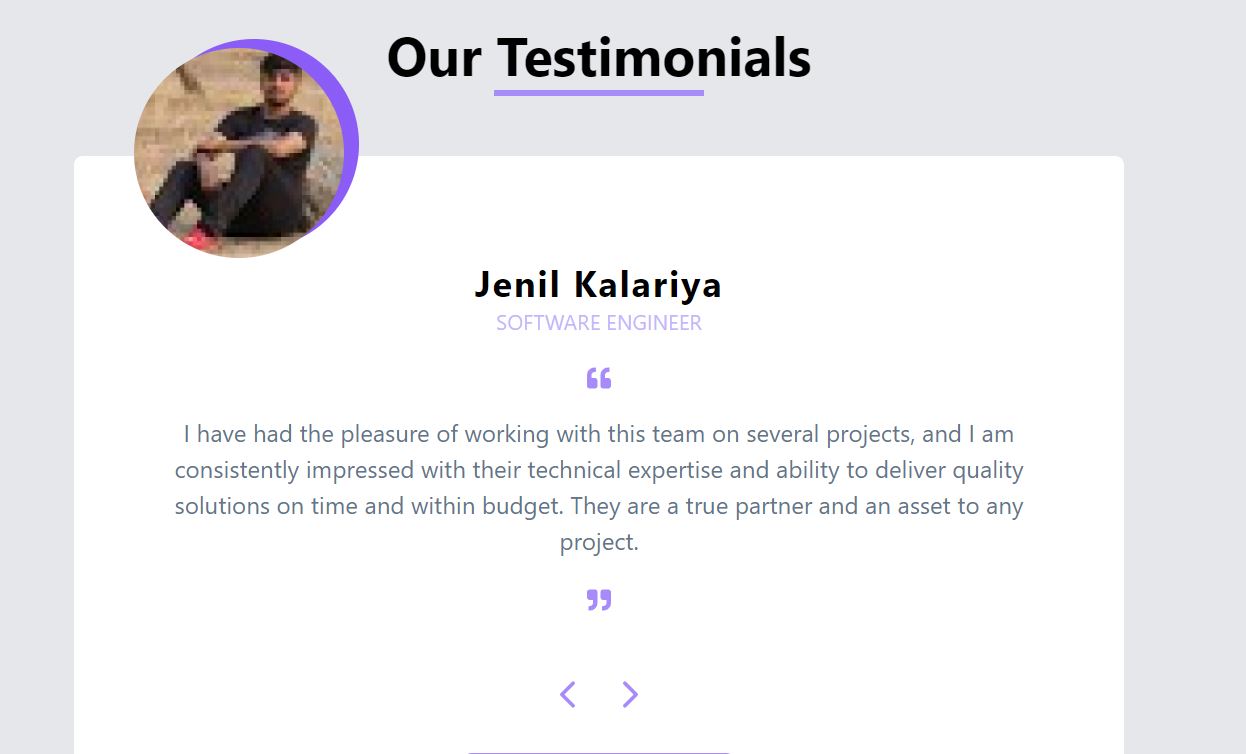 Our Testimonials
Jenil Kalariya
SOFTWARE ENGINEER
❝
I have had the pleasure of working with this team on several projects, and I am
consistently impressed with their technical expertise and ability to deliver quality
solutions on time and within budget. They are a true partner and an asset to any
project.
❞